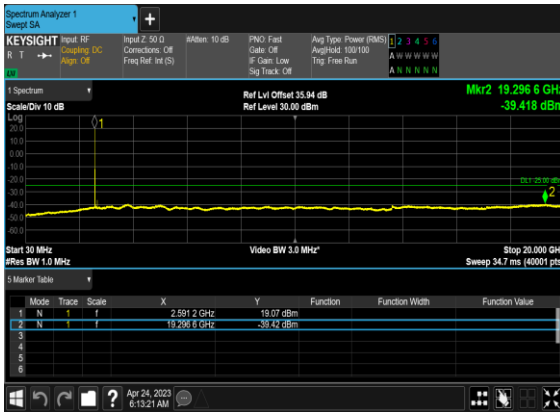 Spectrum Analyzer 1
Swept SA
+
KEYSIGHT
R T
LXI
Input: RF
Coupling: DC
Align: Off
Input Z: 50 Ω
Corrections: Off
Freq Ref: Int (S)
#Atten: 10 dB
PNO: Fast
Gate: Off
IF Gain: Low
Sig Track: Off
Avg Type: Power (RMS)
Avg|Hold: 100/100
Trig: Free Run
1 2 3 4 5 6
A W W W W W
A N N N N N
1 Spectrum
Scale/Div 10 dB
Ref Lvl Offset 35.94 dB
Ref Level 30.00 dBm
Mkr2 19.296 6 GHz
-39.418 dBm
Log
20.0
10.0
0.00
-10.0
-20.0
-30.0
-40.0
-50.0
-60.0
1
DL1 -25.00 dBm
2
Start 30 MHz
#Res BW 1.0 MHz
Video BW 3.0 MHz*
Stop 20.000 GHz
Sweep 34.7 ms (40001 pts)
5 Marker Table
Mode Trace Scale X Y Function Function Width Function Value
1 N 1 f 2.591 2 GHz 19.07 dBm
2 N 1 f 19.296 6 GHz -39.42 dBm
3
4
5
6
?
Apr 24, 2023
6:13:21 AM